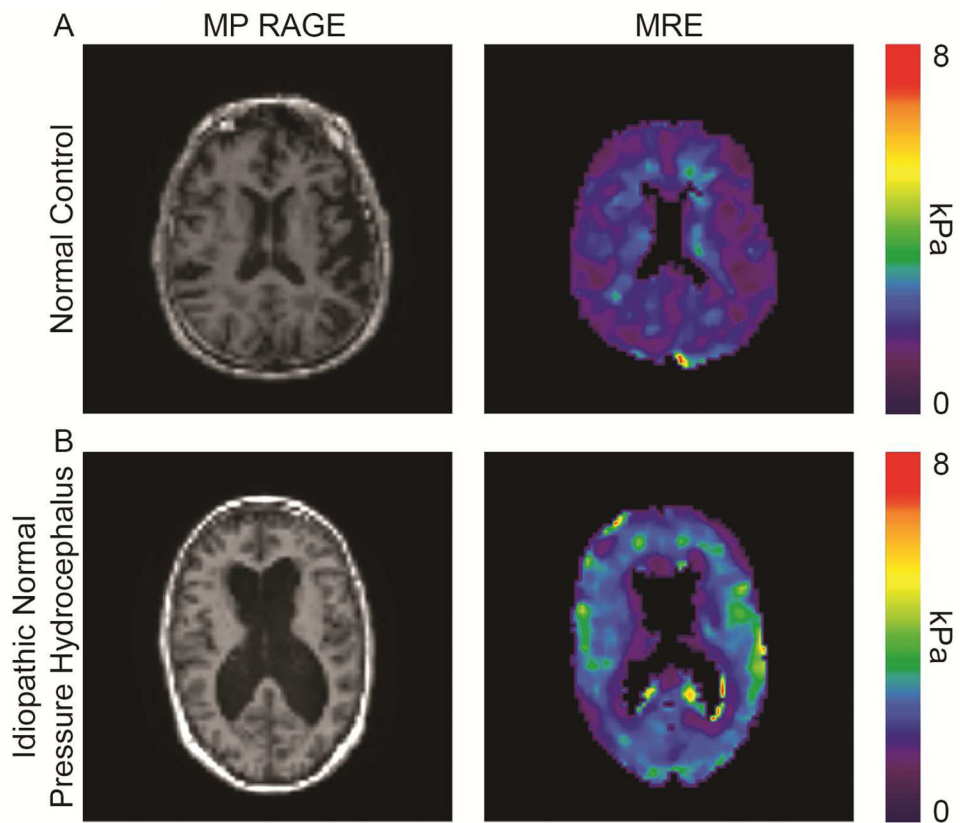 A
MP RAGE
MRE
Normal Control
8
kPa
0
B
Idiopathic Normal
Pressure Hydrocephalus
8
kPa
0